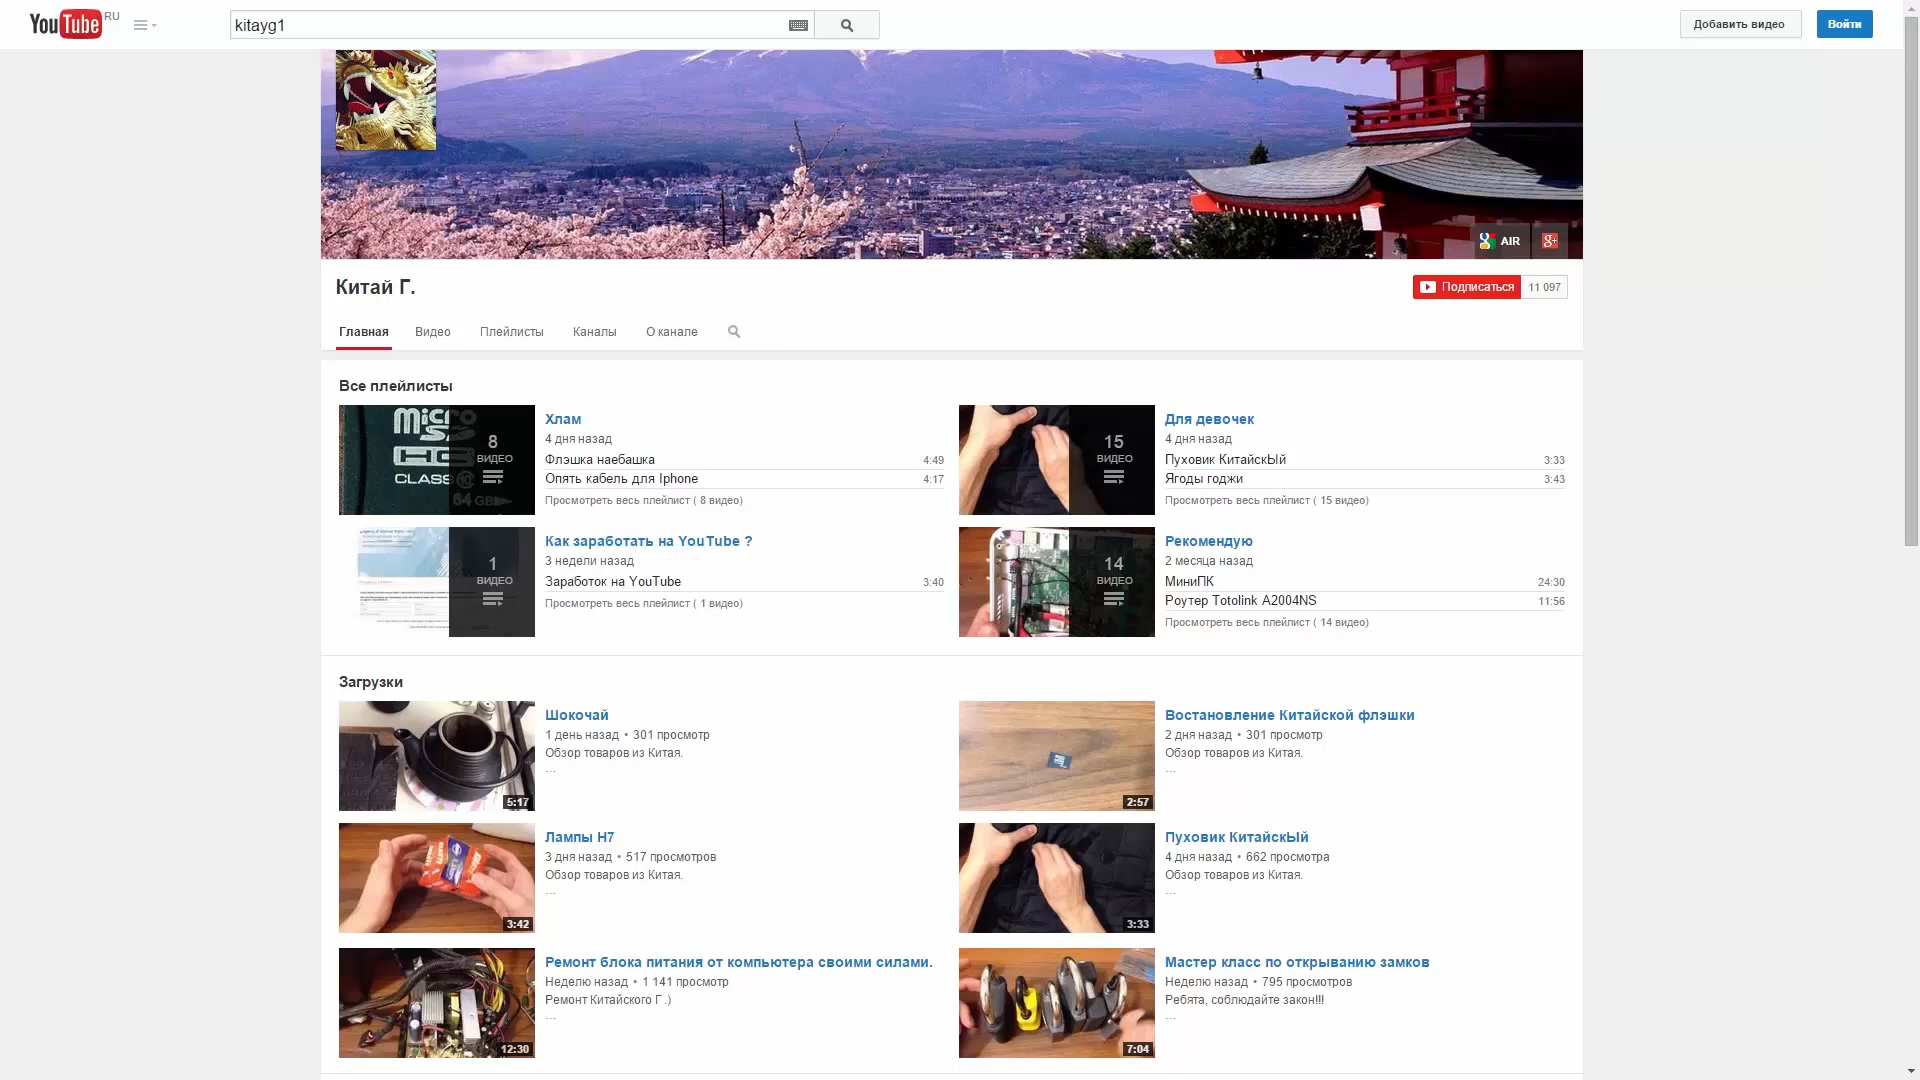 YouTube RU
kitayg1
Добавить видео
Войти
AIR
Китай Г.
Подписаться 11 097
Главная Видео Плейлисты Каналы О канале
Все плейлисты
Хлам
4 дня назад
Флэшка наебашка 4:49
Опять кабель для Iphone 4:17
Просмотреть весь плейлист ( 8 видео)
8
ВИДЕО
CLASS 10
64 GB
Для девочек
4 дня назад
Пуховик КитайскЫй 3:33
Ягоды годжи 3:43
Просмотреть весь плейлист ( 15 видео)
15
ВИДЕО
Как заработать на YouTube ?
3 недели назад
Заработок на YouTube 3:40
Просмотреть весь плейлист ( 1 видео)
1
ВИДЕО
Рекомендую
2 месяца назад
МиниПК 24:30
Роутер Totolink A2004NS 11:56
Просмотреть весь плейлист ( 14 видео)
14
ВИДЕО
Загрузки
Шокочай
1 день назад • 301 просмотр
Обзор товаров из Китая.
...
5:17
Востановление Китайской флэшки
2 дня назад • 301 просмотр
Обзор товаров из Китая.
...
2:57
Лампы H7
3 дня назад • 517 просмотров
Обзор товаров из Китая.
...
3:42
Пуховик КитайскЫй
4 дня назад • 662 просмотра
Обзор товаров из Китая.
...
3:33
Ремонт блока питания от компьютера своими силами.
Неделю назад • 1 141 просмотр
Ремонт Китайского Г .)
...
12:30
Мастер класс по открыванию замков
Неделю назад • 795 просмотров
Ребята, соблюдайте закон!!!
...
7:04